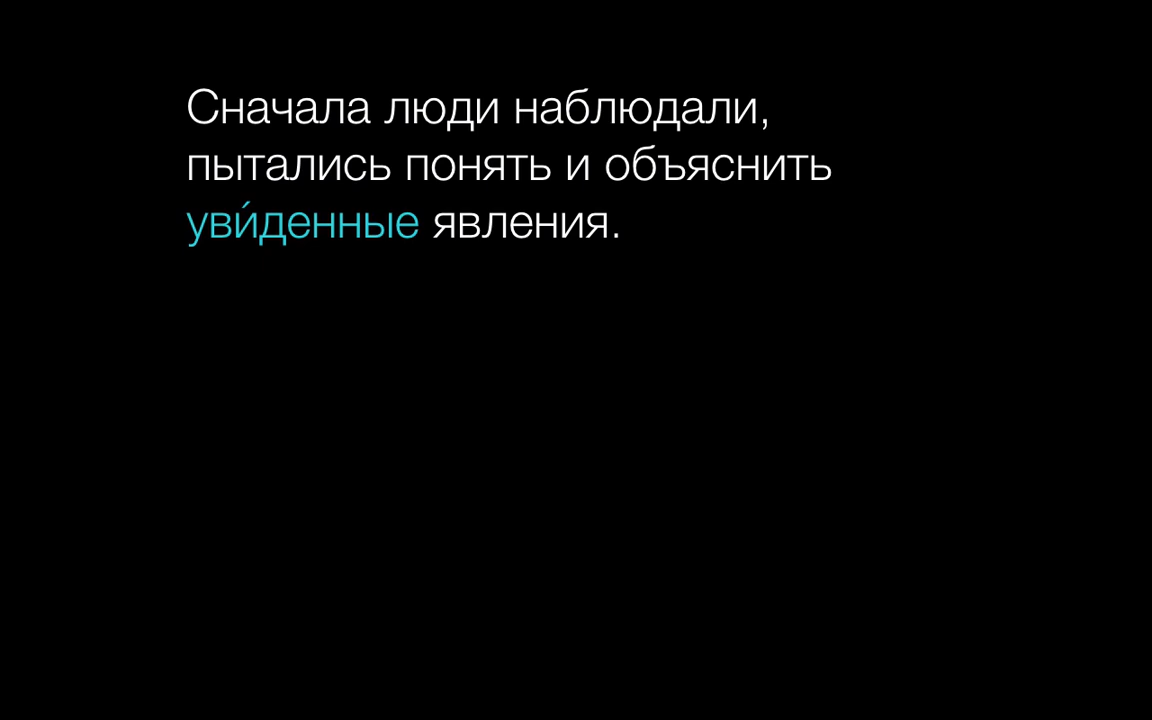 Сначала люди наблюдали,
пытались понять и объяснить
уви́денные явления.